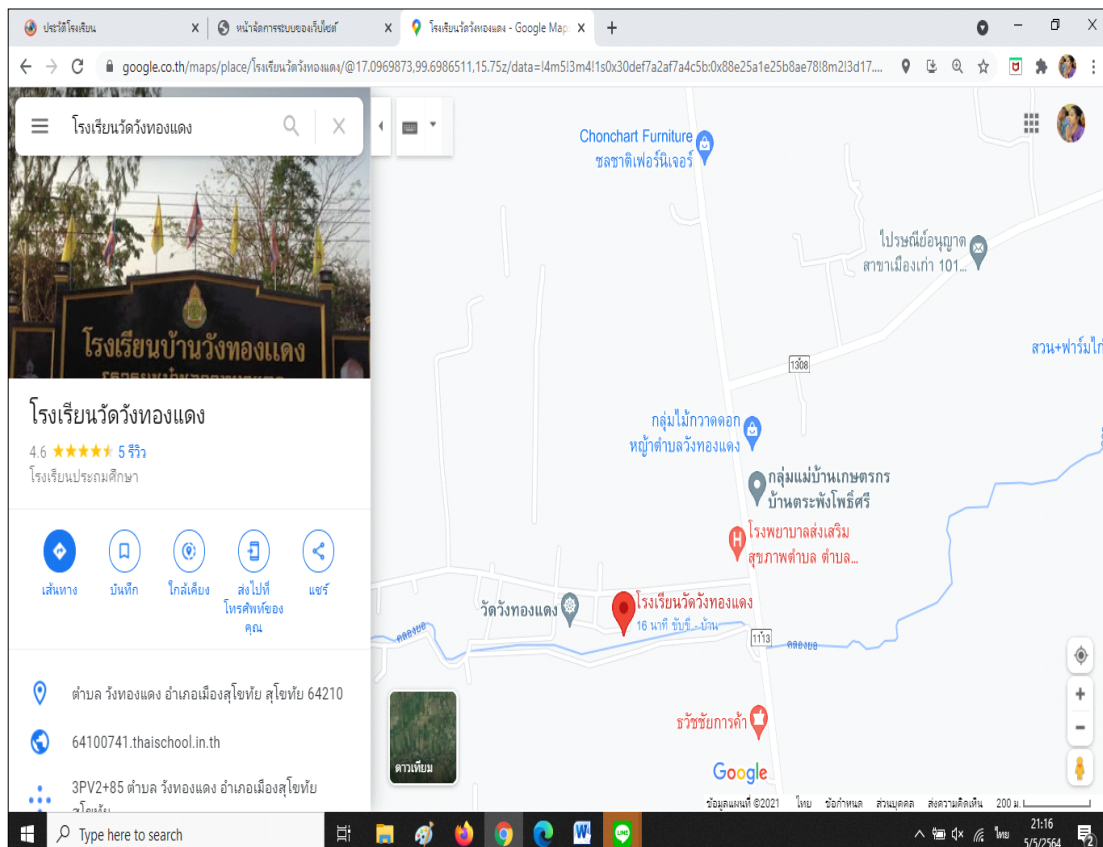 ประวัติโรงเรียน
หน้าจัดการระบบของเว็บไซต์
โรงเรียนวัดวังทองแดง - Google Map
google.co.th/maps/place/โรงเรียนวัดวังทองแดง/@17.0969873,99.6986511,15.75z/data=!4m5!3m4!1s0x30def7a2af7a4c5b:0x88e25a1e25b8ae78!8m2!3d17....
โรงเรียนวัดวังทองแดง
โรงเรียนบ้านวังทองแดง
โรงเรียนวัดวังทองแดง
4.6
5 รีวิว
โรงเรียนประถมศึกษา
เส้นทาง
บันทึก
ใกล้เคียง
ส่งไปที่
โทรศัพท์ของ
คุณ
แชร์
ตำบล วังทองแดง อำเภอเมืองสุโขทัย สุโขทัย 64210
64100741.thaischool.in.th
3PV2+85 ตำบล วังทองแดง อำเภอเมืองสุโขทัย
สุโขทัย
Chonchart Furniture
ชลชาติเฟอร์นิเจอร์
ไปรษณีย์อนุญาต
สาขาเมืองเก่า 101...
สวน+ฟาร์มไก่
1308
กลุ่มไม้กวาดดอก
หญ้าตำบลวังทองแดง
กลุ่มแม่บ้านเกษตรกร
บ้านตระพังโพธิ์ศรี
โรงพยาบาลส่งเสริม
สุขภาพตำบล ตำบล...
วัดวังทองแดง
โรงเรียนวัดวังทองแดง
16 นาที ขับขี่ - บ้าน
1113
คลองยอ
คลองยอ
ธวัชชัยการค้า
ดาวเทียม
Google
ข้อมูลแผนที่ ©2021 ไทย ข้อกำหนด ส่วนบุคคล ส่งความคิดเห็น 200 ม.
Type here to search
W
LINE
ไทย
21:16
5/5/2564
2